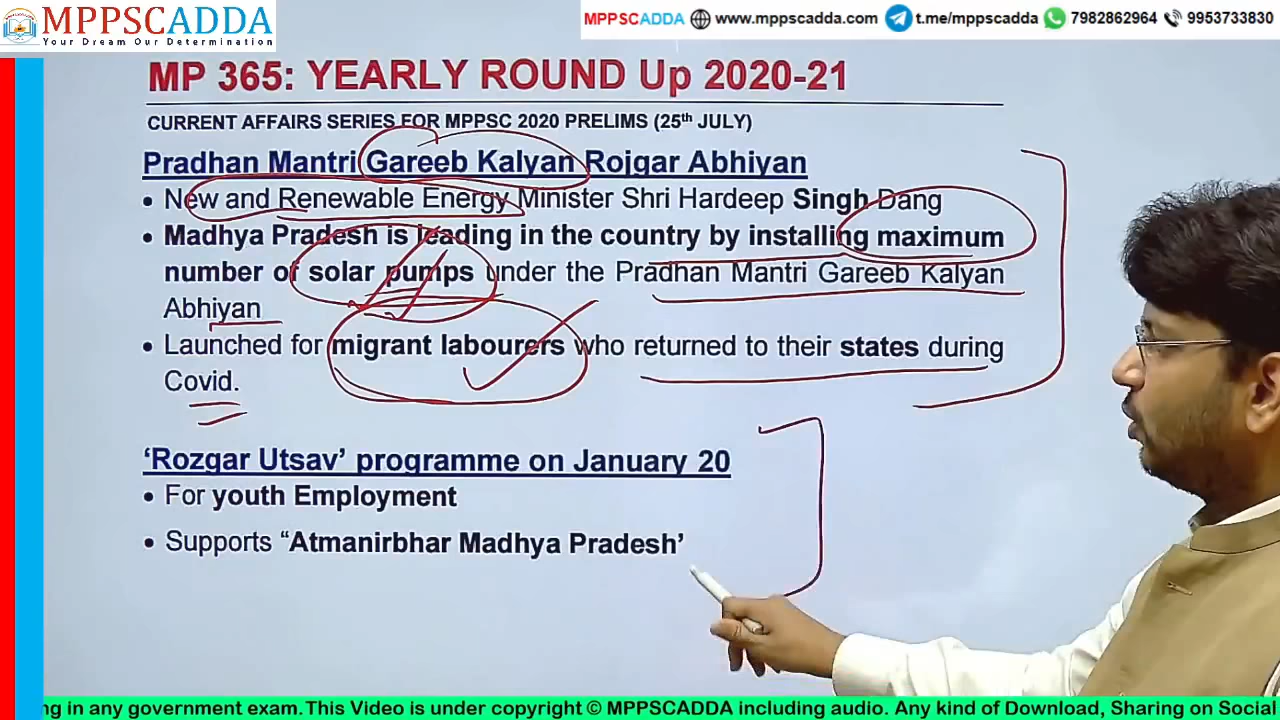 MPPSCADDA
Your Dream Our Determination
MPPSCADDA www.mppscadda.com t.me/mppscadda 7982862964 9953733830
MP 365: YEARLY ROUND Up 2020-21
CURRENT AFFAIRS SERIES FOR MPPSC 2020 PRELIMS (25th JULY)
Pradhan Mantri Gareeb Kalyan Rojgar Abhiyan
• New and Renewable Energy Minister Shri Hardeep Singh Dang
• Madhya Pradesh is leading in the country by installing maximum
number of solar pumps under the Pradhan Mantri Gareeb Kalyan
Abhiyan
• Launched for migrant labourers who returned to their states during
Covid.
‘Rozgar Utsav’ programme on January 20
• For youth Employment
• Supports “Atmanirbhar Madhya Pradesh’
ng in any government exam. This Video is under copyright © MPPSCADDA including audio. Any kind of Download, Sharing on Social